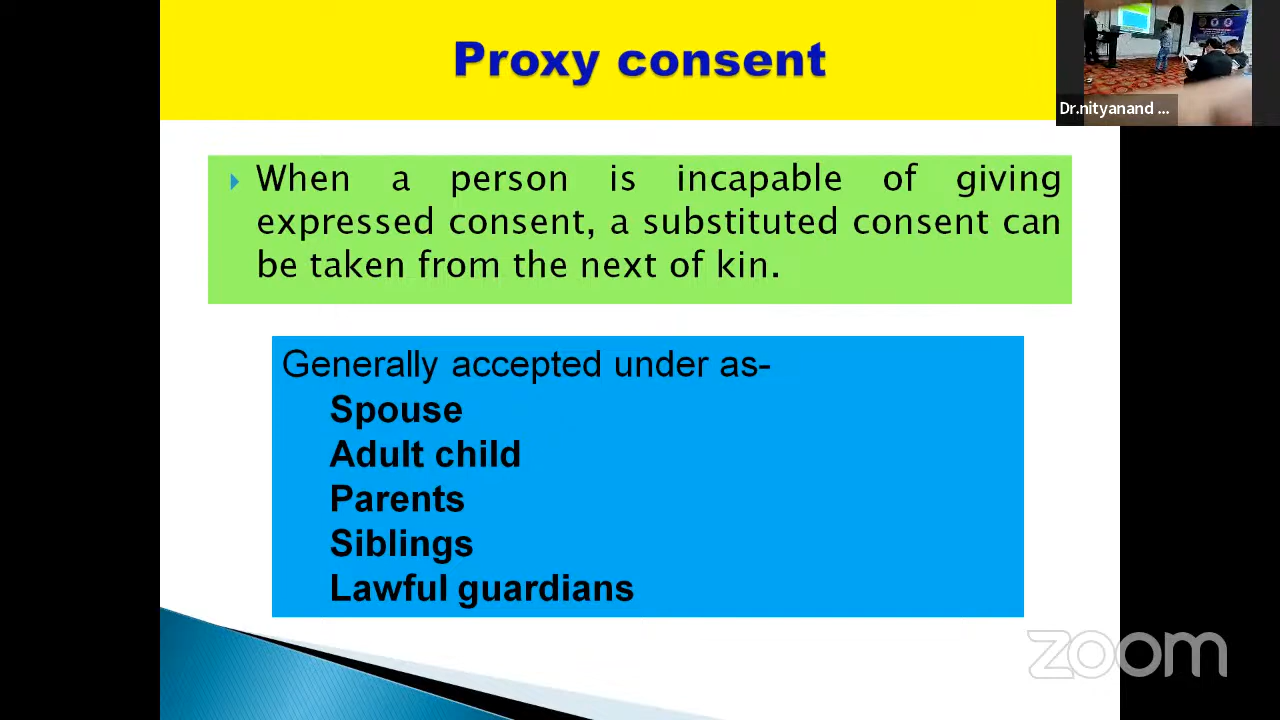 Proxy consent
Dr.nityanand ...
When a person is incapable of giving
expressed consent, a substituted consent can
be taken from the next of kin.
Generally accepted under as-
Spouse
Adult child
Parents
Siblings
Lawful guardians
zoom